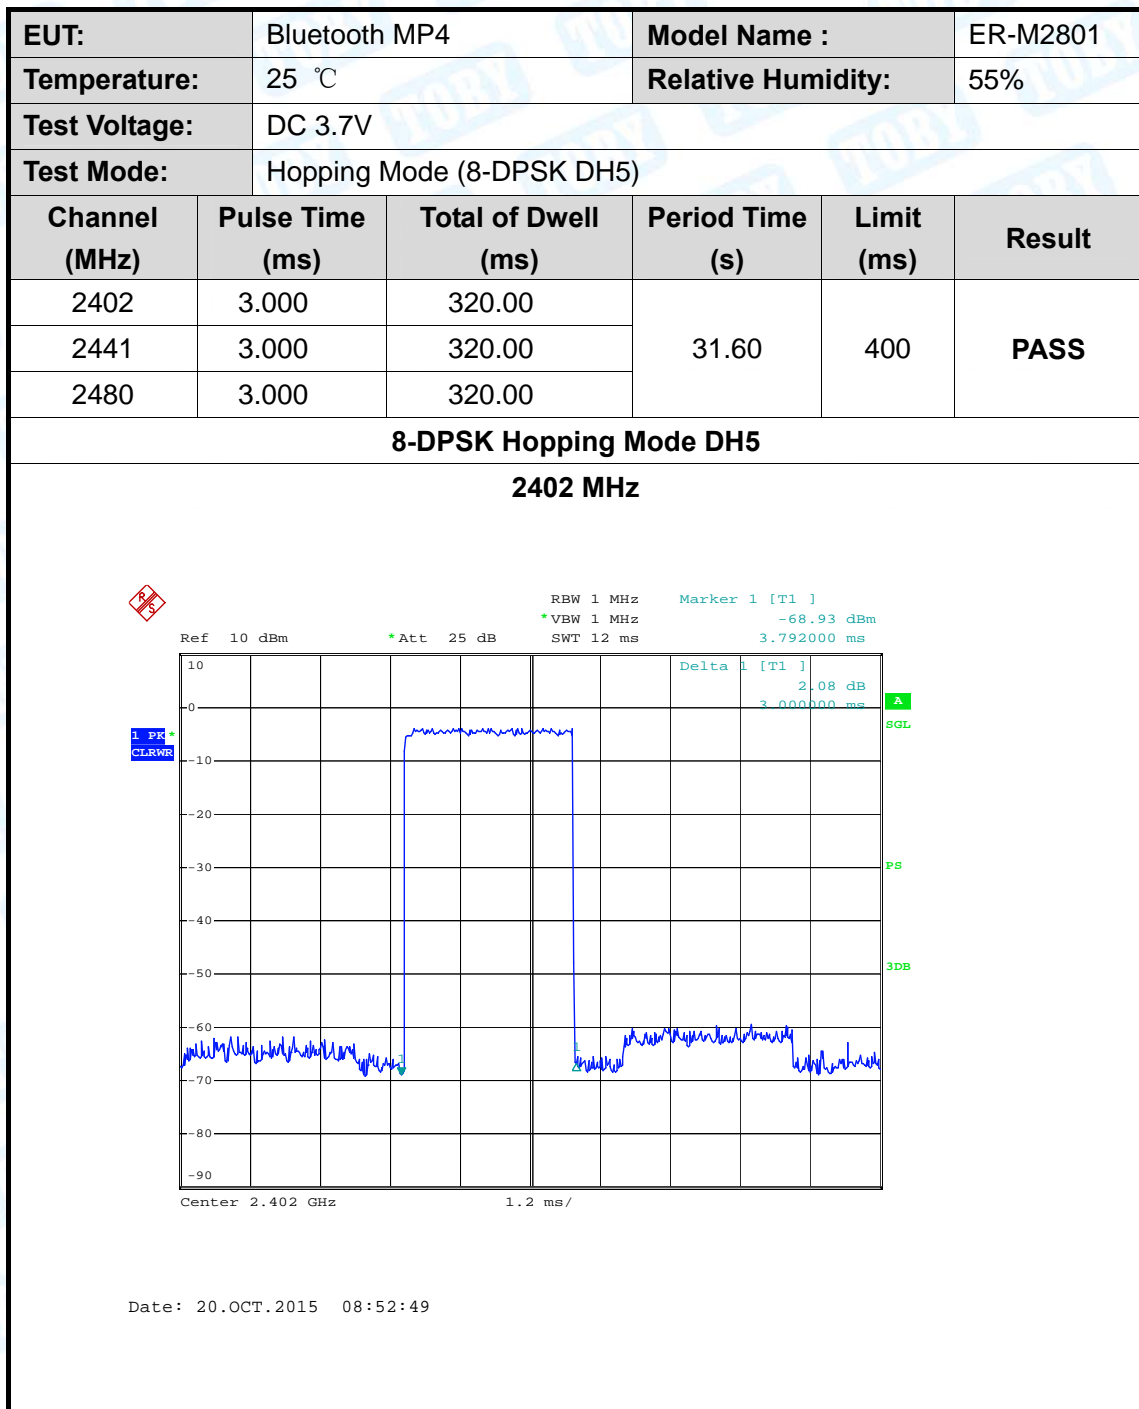 EUT: Bluetooth MP4 Model Name : ER-M2801
Temperature: 25 ℃ Relative Humidity: 55%
Test Voltage: DC 3.7V
Test Mode: Hopping Mode (8-DPSK DH5)
Channel (MHz) Pulse Time (ms) Total of Dwell (ms) Period Time (s) Limit (ms) Result
2402 3.000 320.00
2441 3.000 320.00 31.60 400 PASS
2480 3.000 320.00
8-DPSK Hopping Mode DH5
2402 MHz
R S
RBW 1 MHz Marker 1 [T1 ]
*VBW 1 MHz -68.93 dBm
Ref 10 dBm *Att 25 dB SWT 12 ms 3.792000 ms
10 Delta 1 [T1 ]
2.08 dB
A
0 3.000000 ms
SGL
1 PK *
CLRWR
-10
-20
-30 PS
-40
-50 3DB
-60
1 1
-70
-80
-90
Center 2.402 GHz 1.2 ms/
Date: 20.OCT.2015 08:52:49
TOBY